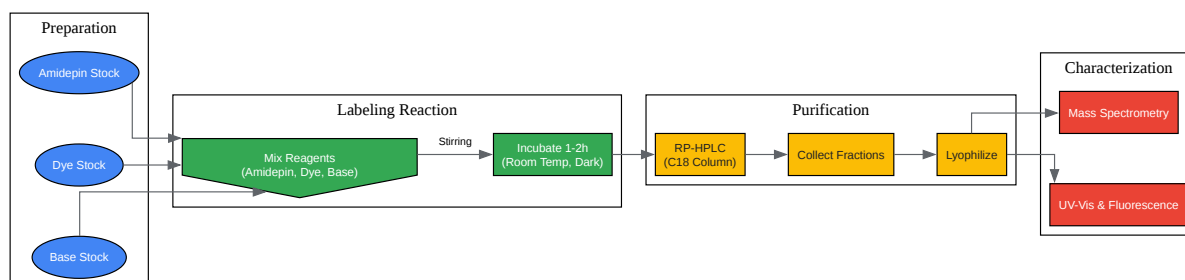 Preparation
Amidepin Stock
Dye Stock
Base Stock
Labeling Reaction
Mix Reagents
(Amidepin, Dye, Base)
Stirring
Incubate 1-2h
(Room Temp, Dark)
Purification
RP-HPLC
(C18 Column)
Collect Fractions
Lyophilize
Characterization
Mass Spectrometry
UV-Vis & Fluorescence